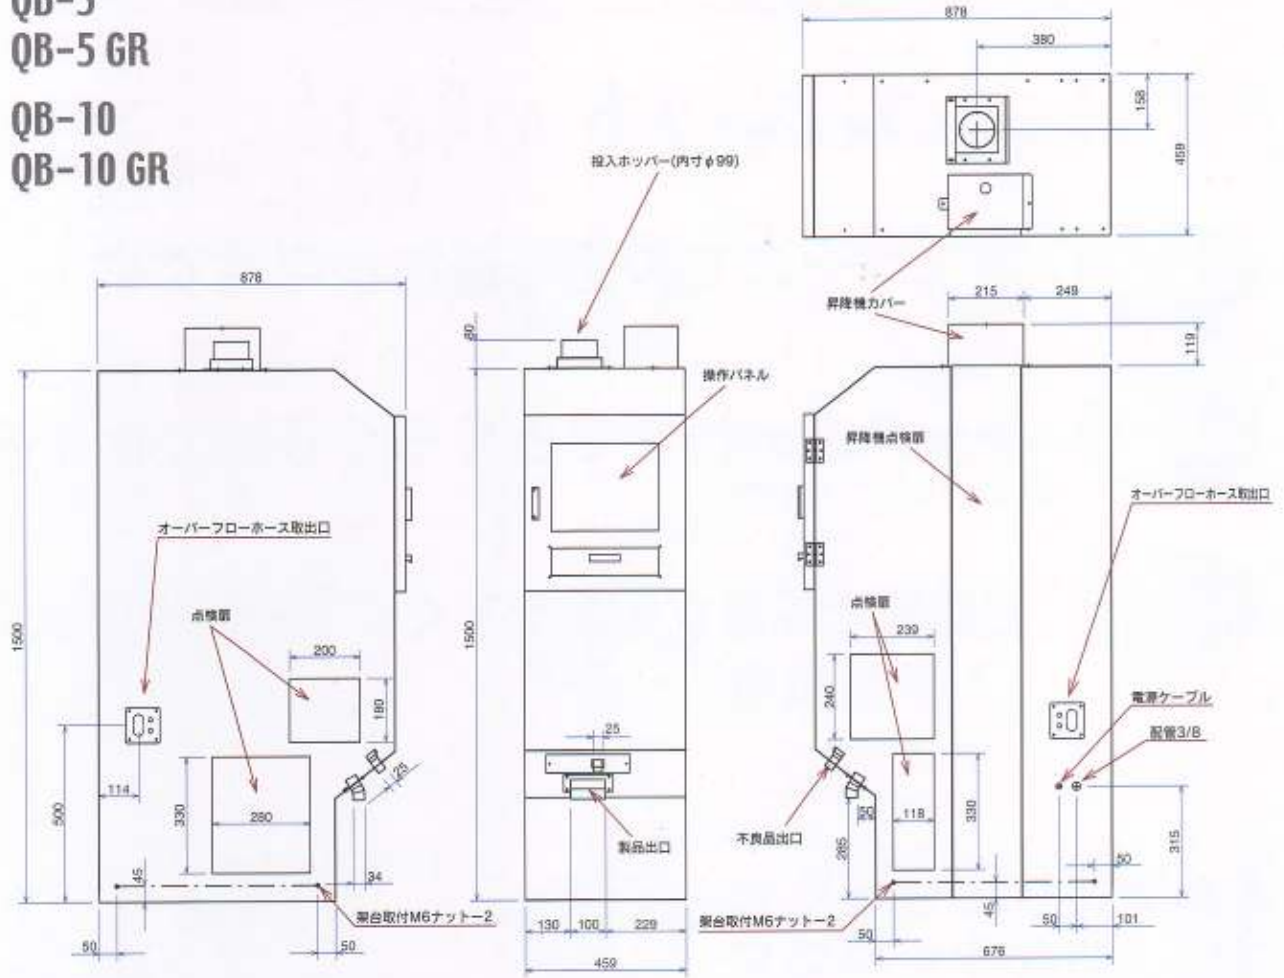 QB-5
QB-5 GR
QB-10
QB-10 GR
878
380
158
459
投入ホッパー(内寸φ99)
昇降機カバー
878
80
215
249
119
操作パネル
昇降機点検扉
オーバーフローホース取出口
オーバーフローホース取出口
点検扉
点検扉
1500
1500
200
180
239
240
電源ケーブル
配管3/8
25
25
114
500
330
280
製品出口
不良品出口
118
330
285
315
34
45
50
45
架台取付M6ナットー2
架台取付M6ナットー2
50
50
130
100
229
459
50
50
101
676